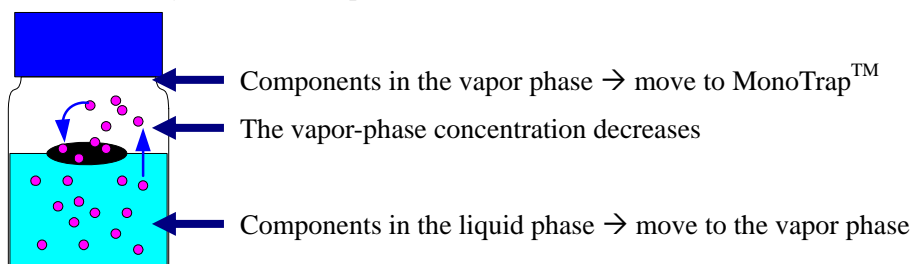 Components in the vapor phase → move to MonoTrap™
The vapor-phase concentration decreases
Components in the liquid phase → move to the vapor phase